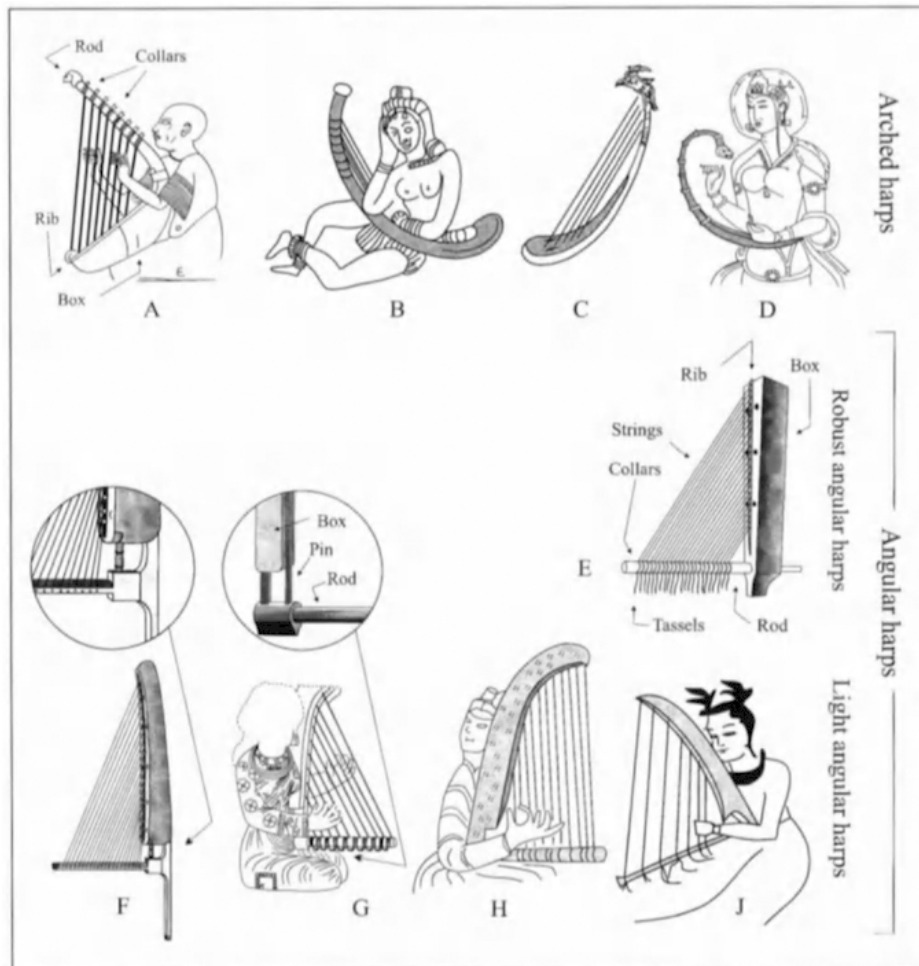 Rod
Collars
Rib
Box
A
B
C
D
Arched harps
Rib
Box
Strings
Collars
E
Tassels
Rod
Robust angular harps
Angular harps
Box
Pin
Rod
F
G
H
J
Light angular harps